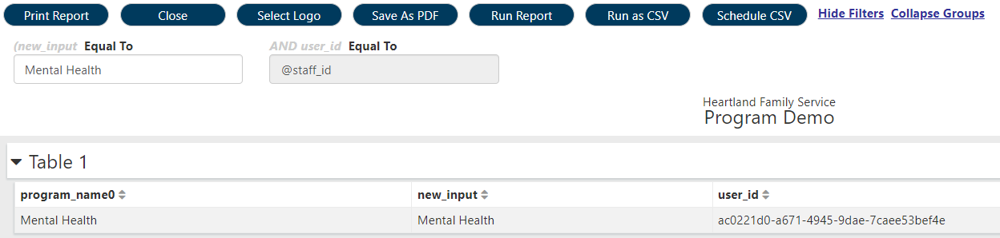 Print Report Close Select Logo Save As PDF Run Report Run as CSV Schedule CSV Hide Filters Collapse Groups
(new_input Equal To AND user_id Equal To
Mental Health @staff_id
Heartland Family Service
Program Demo
Table 1
program_name0 new_input user_id
Mental Health Mental Health ac0221d0-a671-4945-9dae-7caee53bef4e